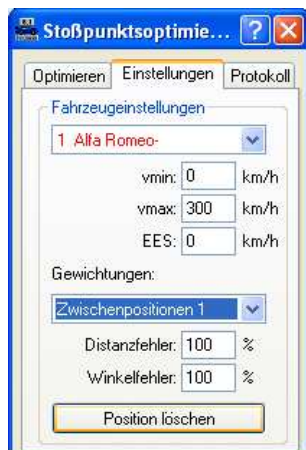 Stoßpunktsoptimie...
Optimieren Einstellungen Protokoll
Fahrzeugeinstellungen
1 Alfa Romeo-
vmin: 0 km/h
vmax: 300 km/h
EES: 0 km/h
Gewichtungen:
Zwischenpositionen 1
Distanzfehler: 100 %
Winkelfehler: 100 %
Position löschen